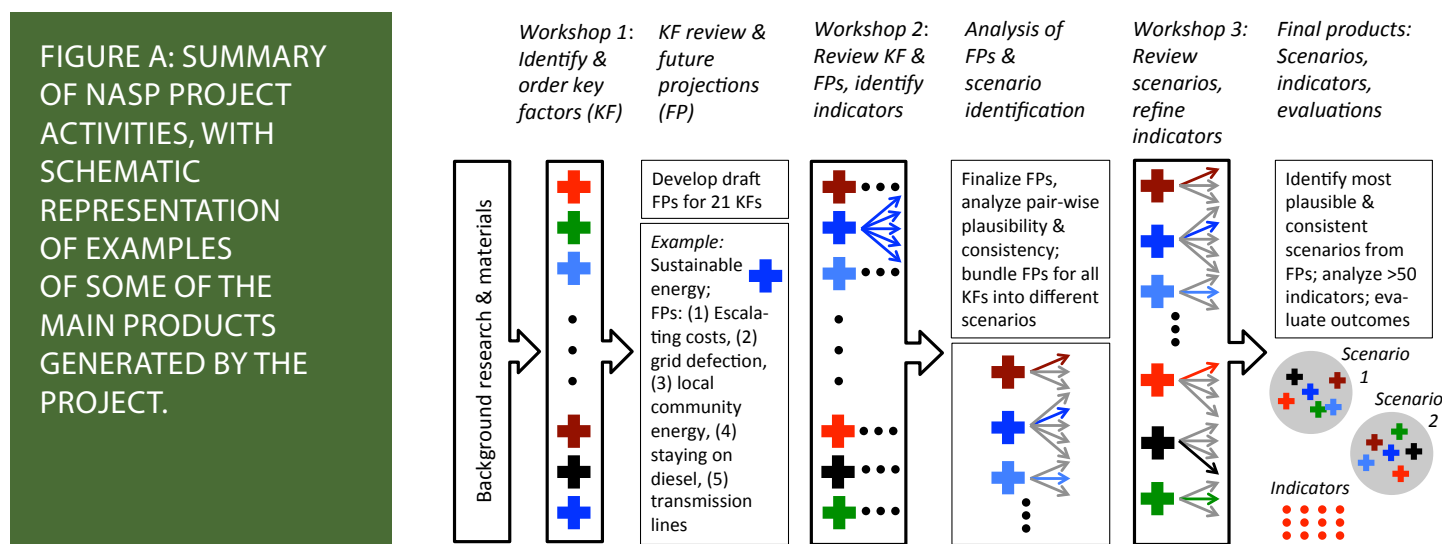 FIGURE A: SUMMARY
OF NASP PROJECT
ACTIVITIES, WITH
SCHEMATIC
REPRESENTATION
OF EXAMPLES
OF SOME OF THE
MAIN PRODUCTS
GENERATED BY THE
PROJECT.
Workshop 1:
Identify &
order key
factors (KF)
KF review &
future
projections
(FP)
Workshop 2:
Review KF &
FPs, identify
indicators
Analysis of
FPs &
scenario
identification
Workshop 3:
Review
scenarios,
refine
indicators
Final products:
Scenarios,
indicators,
evaluations
Background research & materials
Develop draft
FPs for 21 KFs
Example:
Sustainable
energy;
FPs: (1) Escala-
ting costs, (2)
grid defection,
(3) local
community
energy, (4)
staying on
diesel, (5)
transmission
lines
Finalize FPs,
analyze pair-wise
plausibility &
consistency;
bundle FPs for all
KFs into different
scenarios
Identify most
plausible &
consistent
scenarios from
FPs; analyze >50
indicators; eva-
luate outcomes
Scenario
1
Scenario
2
Indicators